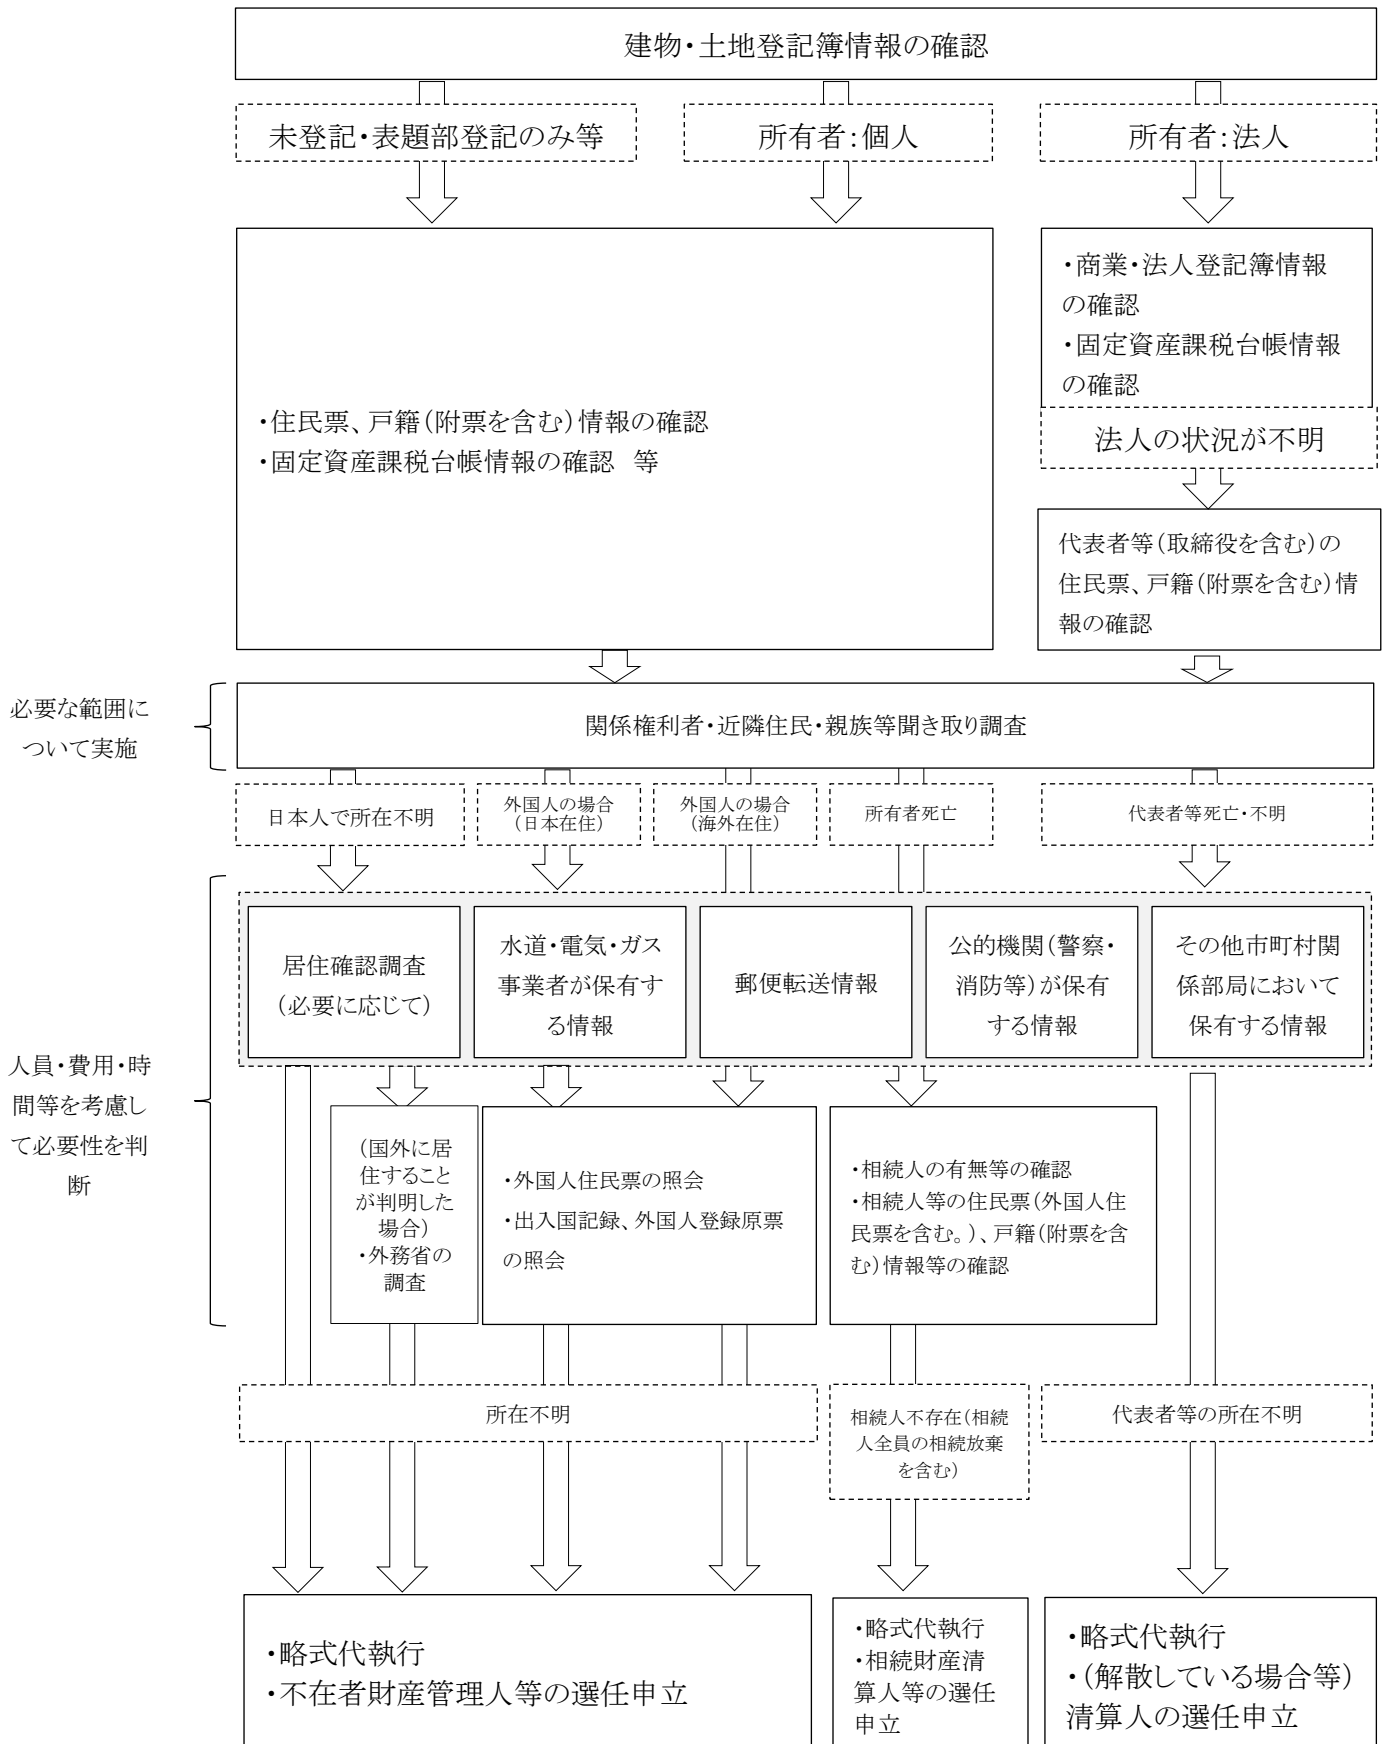 建物・土地登記簿情報の確認
未登記・表題部登記のみ等
所有者：個人
所有者：法人
・住民票、戸籍（附票を含む）情報の確認
・固定資産課税台帳情報の確認　等
・商業・法人登記簿情報
の確認
・固定資産課税台帳情報
の確認
法人の状況が不明
代表者等（取締役を含む）の
住民票、戸籍（附票を含む）情
報の確認
必要な範囲に
ついて実施
関係権利者・近隣住民・親族等聞き取り調査
日本人で所在不明
外国人の場合
（日本在住）
外国人の場合
（海外在住）
所有者死亡
代表者等死亡・不明
人員・費用・時
間等を考慮し
て必要性を判
断
居住確認調査
（必要に応じて）
水道・電気・ガス
事業者が保有す
る情報
郵便転送情報
公的機関（警察・
消防等）が保有
する情報
その他市町村関
係部局において
保有する情報
（国外に居
住すること
が判明した
場合）
・外務省の
調査
・外国人住民票の照会
・出入国記録、外国人登録原票
の照会
・相続人の有無等の確認
・相続人等の住民票（外国人住
民票を含む。）、戸籍（附票を含
む）情報等の確認
所在不明
相続人不存在（相続
人全員の相続放棄
を含む）
代表者等の所在不明
・略式代執行
・不在者財産管理人等の選任申立
・略式代執行
・相続財産清
算人等の選任
申立
・略式代執行
・（解散している場合等）
清算人の選任申立